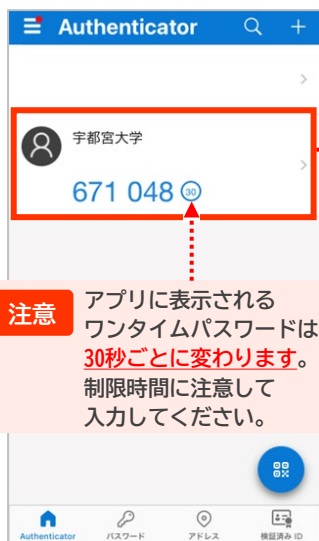 Authenticator
宇都宮大学
671 048 30
注意
アプリに表示される
ワンタイムパスワードは
30秒ごとに変わります。
制限時間に注意して
入力してください。
Authenticator パスワード アドレス 検証済み ID